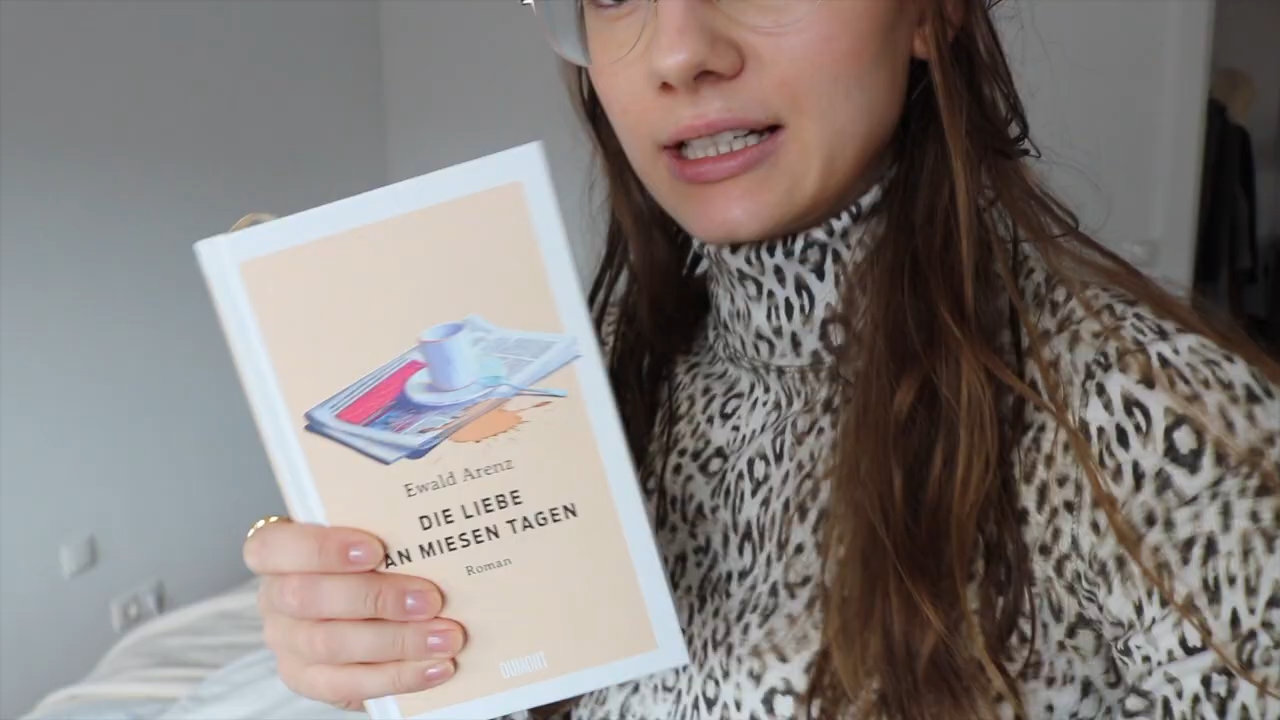 Ewald Arenz
DIE LIEBE
AN MIESEN TAGEN
Roman
DUMONT